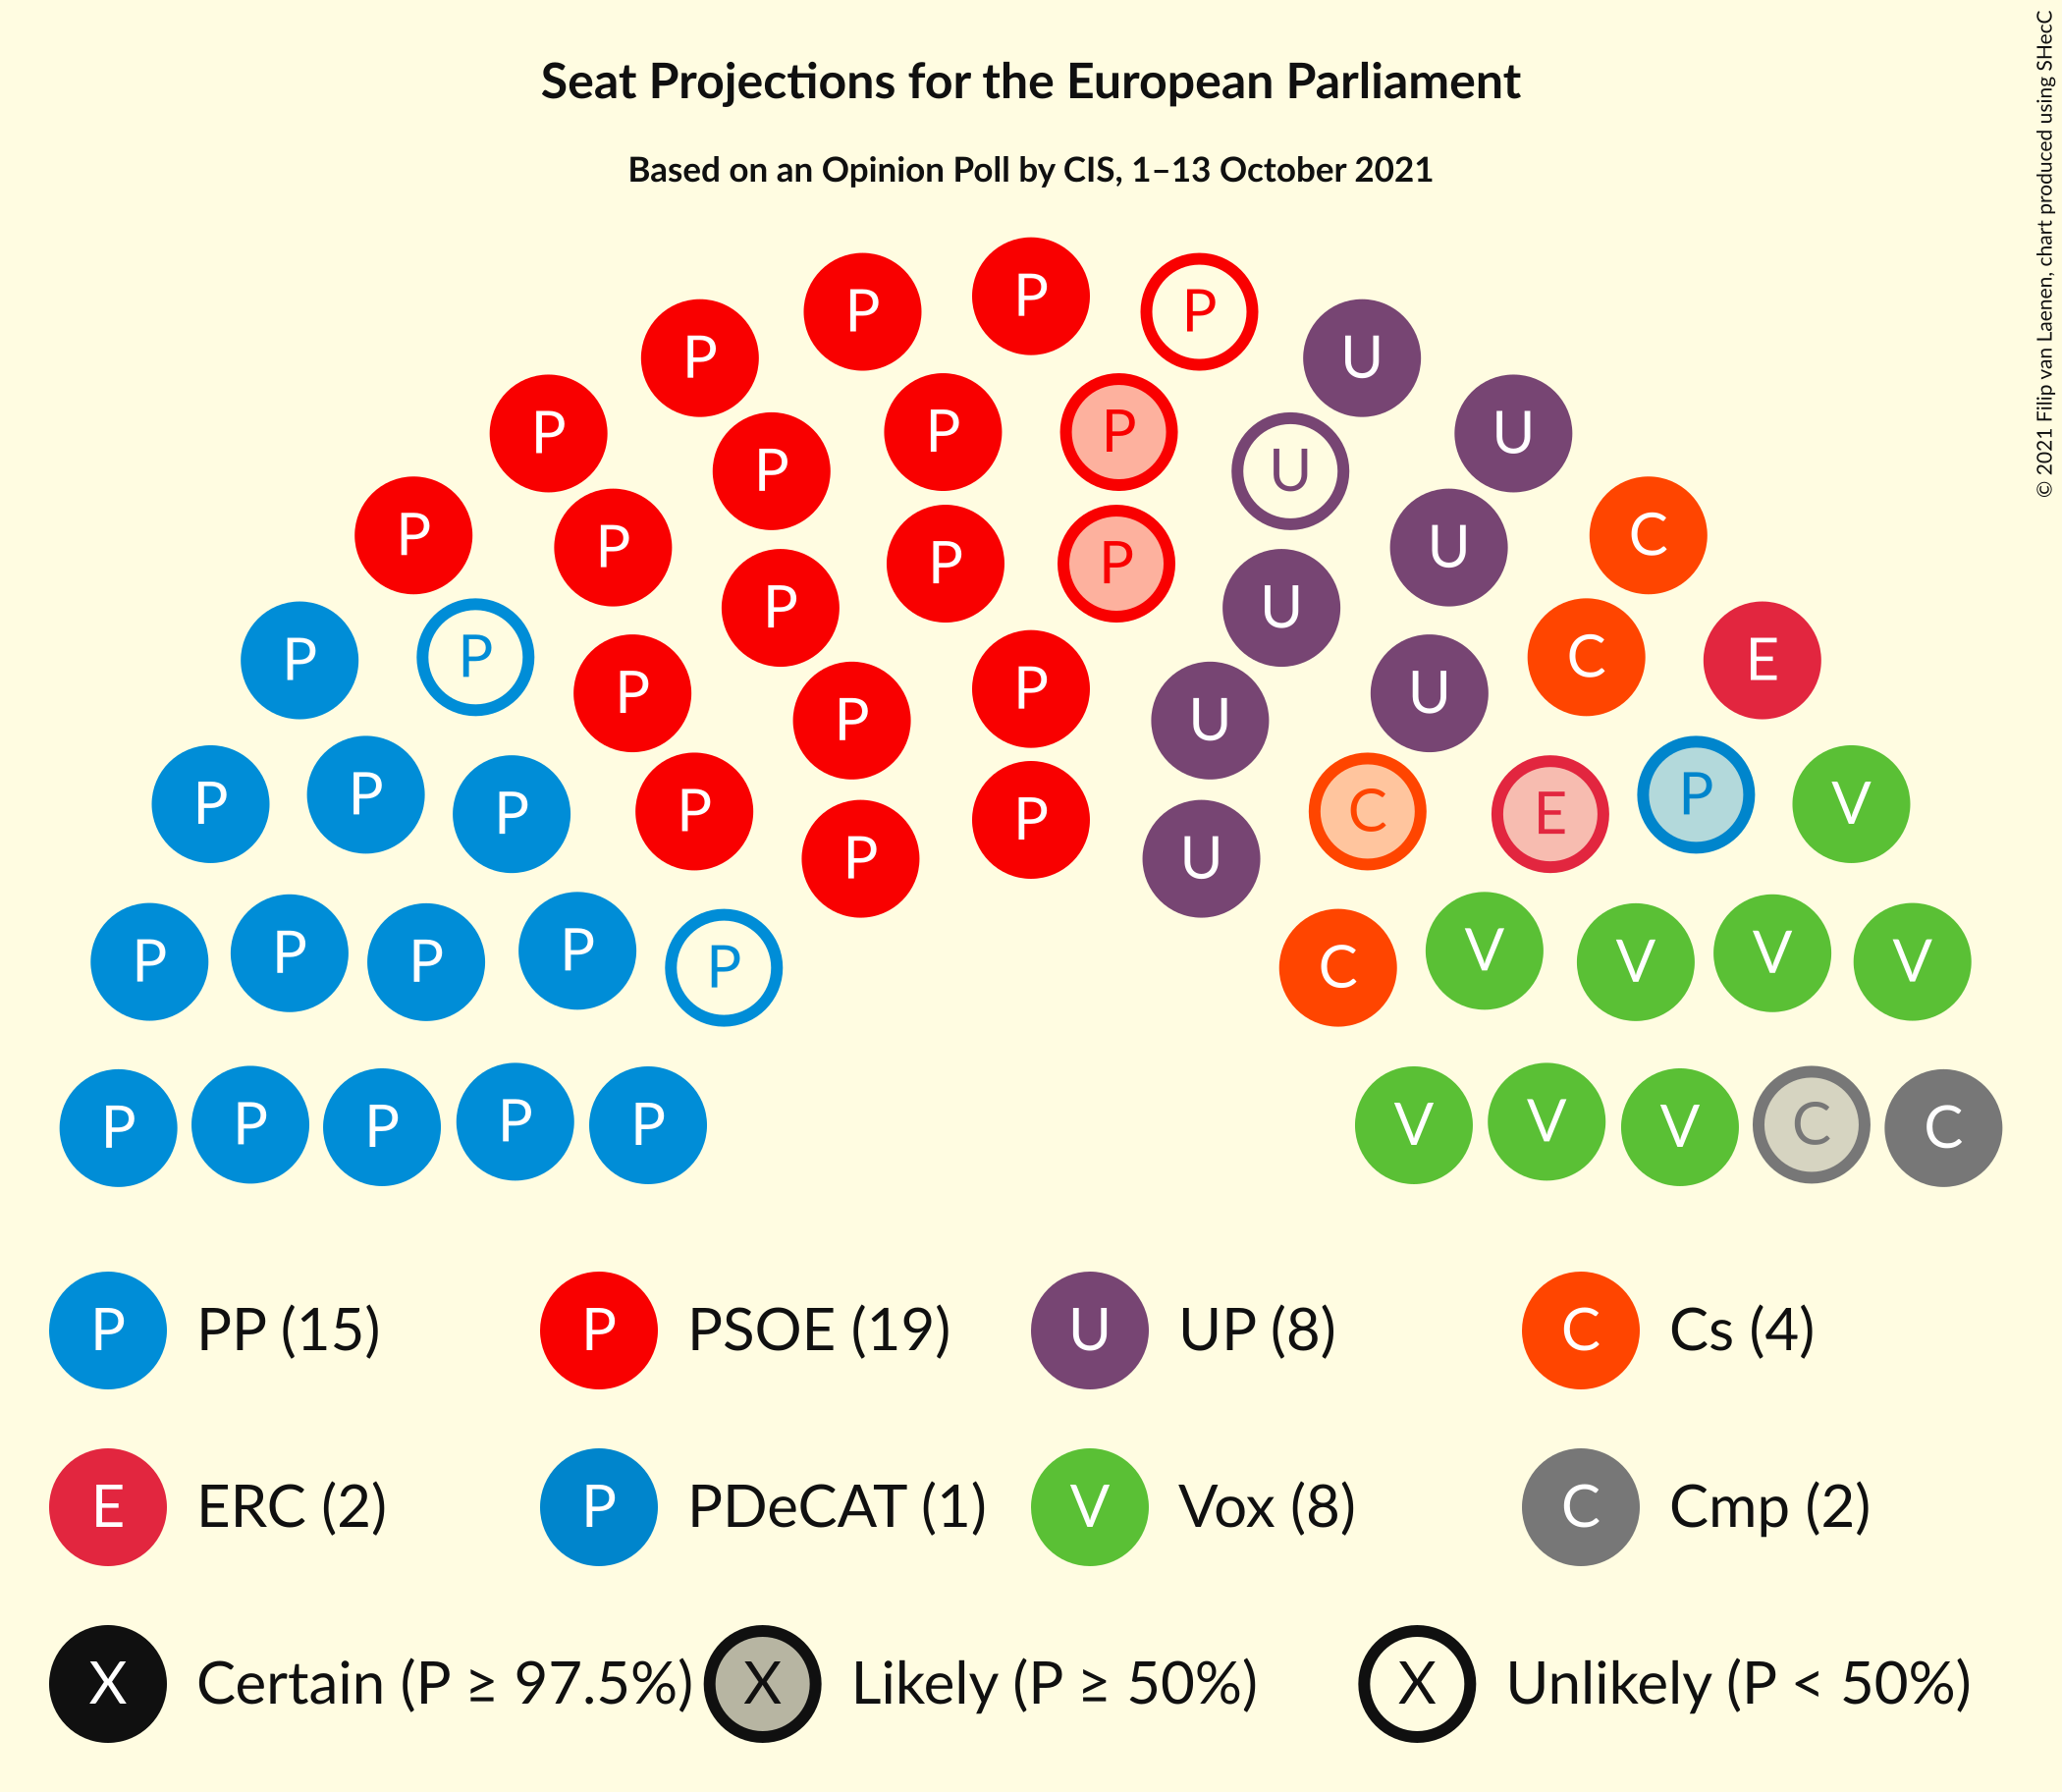 Seat Projections for the European Parliament
Based on an Opinion Poll by CIS, 1–13 October 2021
© 2021 Filip van Laenen, chart produced using SHecC
P P P
P P U
P P P U
P U P U
P P P P C
P U
P P P C E
P P U
P P P P C E P V
P P U
P P P P P C V V V V
P P P P P V V V C C
P PP (15) P PSOE (19) U UP (8) C Cs (4)
E ERC (2) P PDeCAT (1) V Vox (8) C Cmp (2)
X Certain (P ≥ 97.5%) X Likely (P ≥ 50%) X Unlikely (P < 50%)